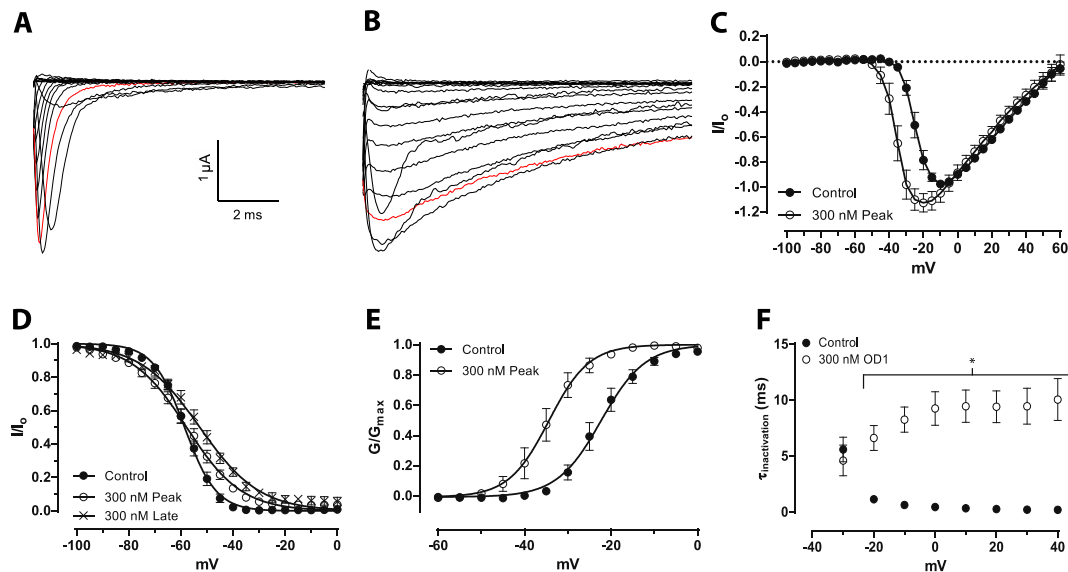 A
B
C
1 µA
2 ms
I/I₀
0.2
0.0
-0.2
-0.4
-0.6
-0.8
-1.0
-1.2
Control
300 nM Peak
-100 -80 -60 -40 -20 0 20 40 60
mV
D
E
F
I/I₀
1.0
0.8
0.6
0.4
0.2
0.0
Control
300 nM Peak
300 nM Late
-100 -80 -60 -40 -20 0
mV
G/Gmax
1.0
0.8
0.6
0.4
0.2
0.0
Control
300 nM Peak
-60 -40 -20 0
mV
Control
300 nM OD1
*
τinactivation (ms)
15
10
5
0
-40 -20 0 20 40
mV